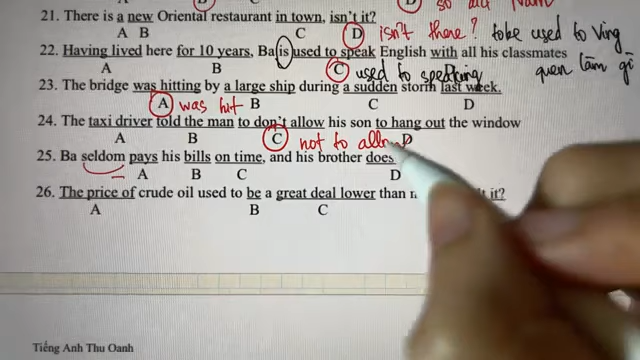 so did Nam
21. There is a new Oriental restaurant in town, isn't it?
A B C D isn't there? tobe used to Ving
22. Having lived here for 10 years, Ba is used to speak English with all his classmates
A B C used to speaking quen làm gì
23. The bridge was hitting by a large ship during a sudden storm last week.
A was hit B C D
24. The taxi driver told the man to don't allow his son to hang out the window
A B C not to allow D
25. Ba seldom pays his bills on time, and his brother does
A B C D
26. The price of crude oil used to be a great deal lower than it?
A B C
Tiếng Anh Thu Oanh